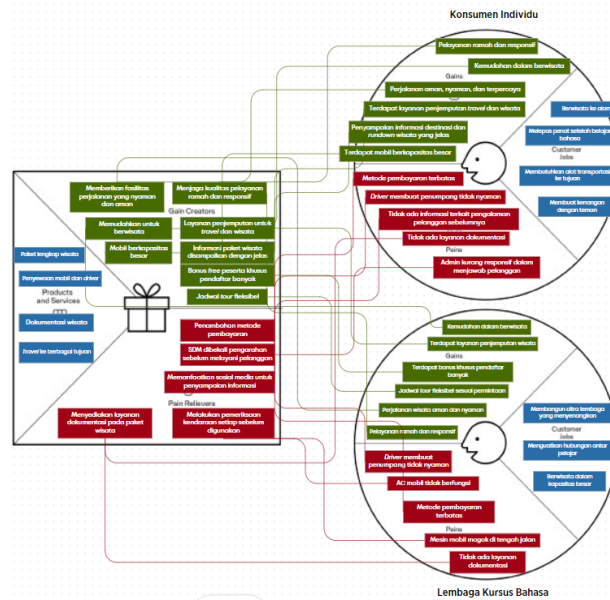 Konsumen Individu
Pelayanan ramah dan responsif
Kemudahan dalam berwisata
Gains
Perjalanan aman, nyaman, dan terpercaya
Terdapat layanan penjemputan travel dan wisata
Penyampaian informasi destinasi dan
rundown wisata yang jelas
Terdapat mobil berkapasitas besar
Berwisata ke alam
Melepas penat setelah belajar
bahasa
Customer
Jobs
Membutuhkan alat transportasi
ke tujuan
Membuat kenangan
dengan teman
Metode pembayaran terbatas
Driver membuat penumpang tidak nyaman
Tidak ada informasi terkait pengalaman
pelanggan sebelumnya
Tidak ada layanan dokumentasi
Pains
Admin kurang responsif dalam
menjawab pelanggan
Memberikan fasilitas
perjalanan yang nyaman
dan aman
Menjaga kualitas pelayanan
ramah dan responsif
Gain Creators
Memudahkan untuk
berwisata
Layanan penjemputan untuk
travel dan wisata
Mobil berkapasitas
besar
Informasi paket wisata
disampaikan dengan jelas
Bonus free peserta khusus
pendaftar banyak
Jadwal tour fleksibel
Paket lengkap wisata
Penyewaan mobil dan driver
Products
and Services
Dokumentasi wisata
Travel ke berbagai tujuan
Penambahan metode
pembayaran
SDM dibekali pengarahan
sebelum melayani pelanggan
Memanfaatkan sosial media untuk
penyampaian informasi
Pain Relievers
Menyediakan layanan
dokumentasi pada paket
wisata
Melakukan pemeriksaan
kendaraan setiap sebelum
digunakan
Kemudahan dalam berwisata
Terdapat layanan penjemputan wisata
Gains
Terdapat bonus khusus pendaftar
banyak
Jadwal tour fleksibel sesuai permintaan
Perjalanan wisata aman dan nyaman
Pelayanan ramah dan responsif
Membangun citra lembaga
yang menyenangkan
Customer
Jobs
Menguatkan hubungan antar
pelajar
Berwisata dalam
kapasitas besar
Driver membuat
penumpang tidak nyaman
AC mobil tidak berfungsi
Metode pembayaran
terbatas
Pains
Mesin mobil mogok di tengah jalan
Tidak ada layanan
dokumentasi
Lembaga Kursus Bahasa